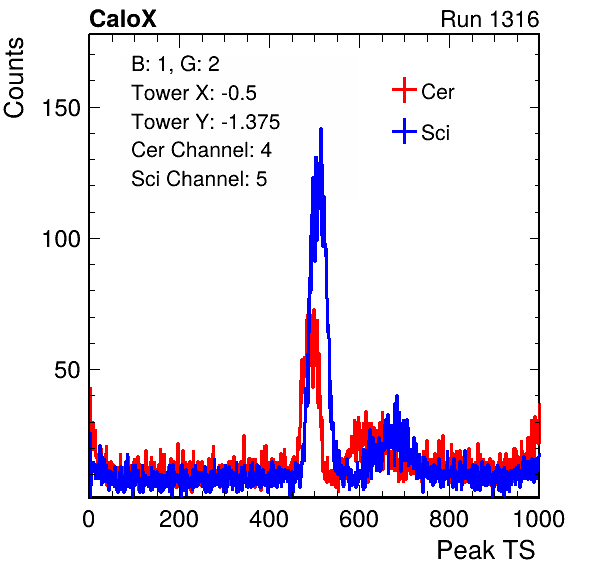 CaloX Run 1316
B: 1, G: 2
Tower X: -0.5
Tower Y: -1.375
Cer Channel: 4
Sci Channel: 5
Cer
Sci
Counts
150
100
50
0 200 400 600 800 1000
Peak TS